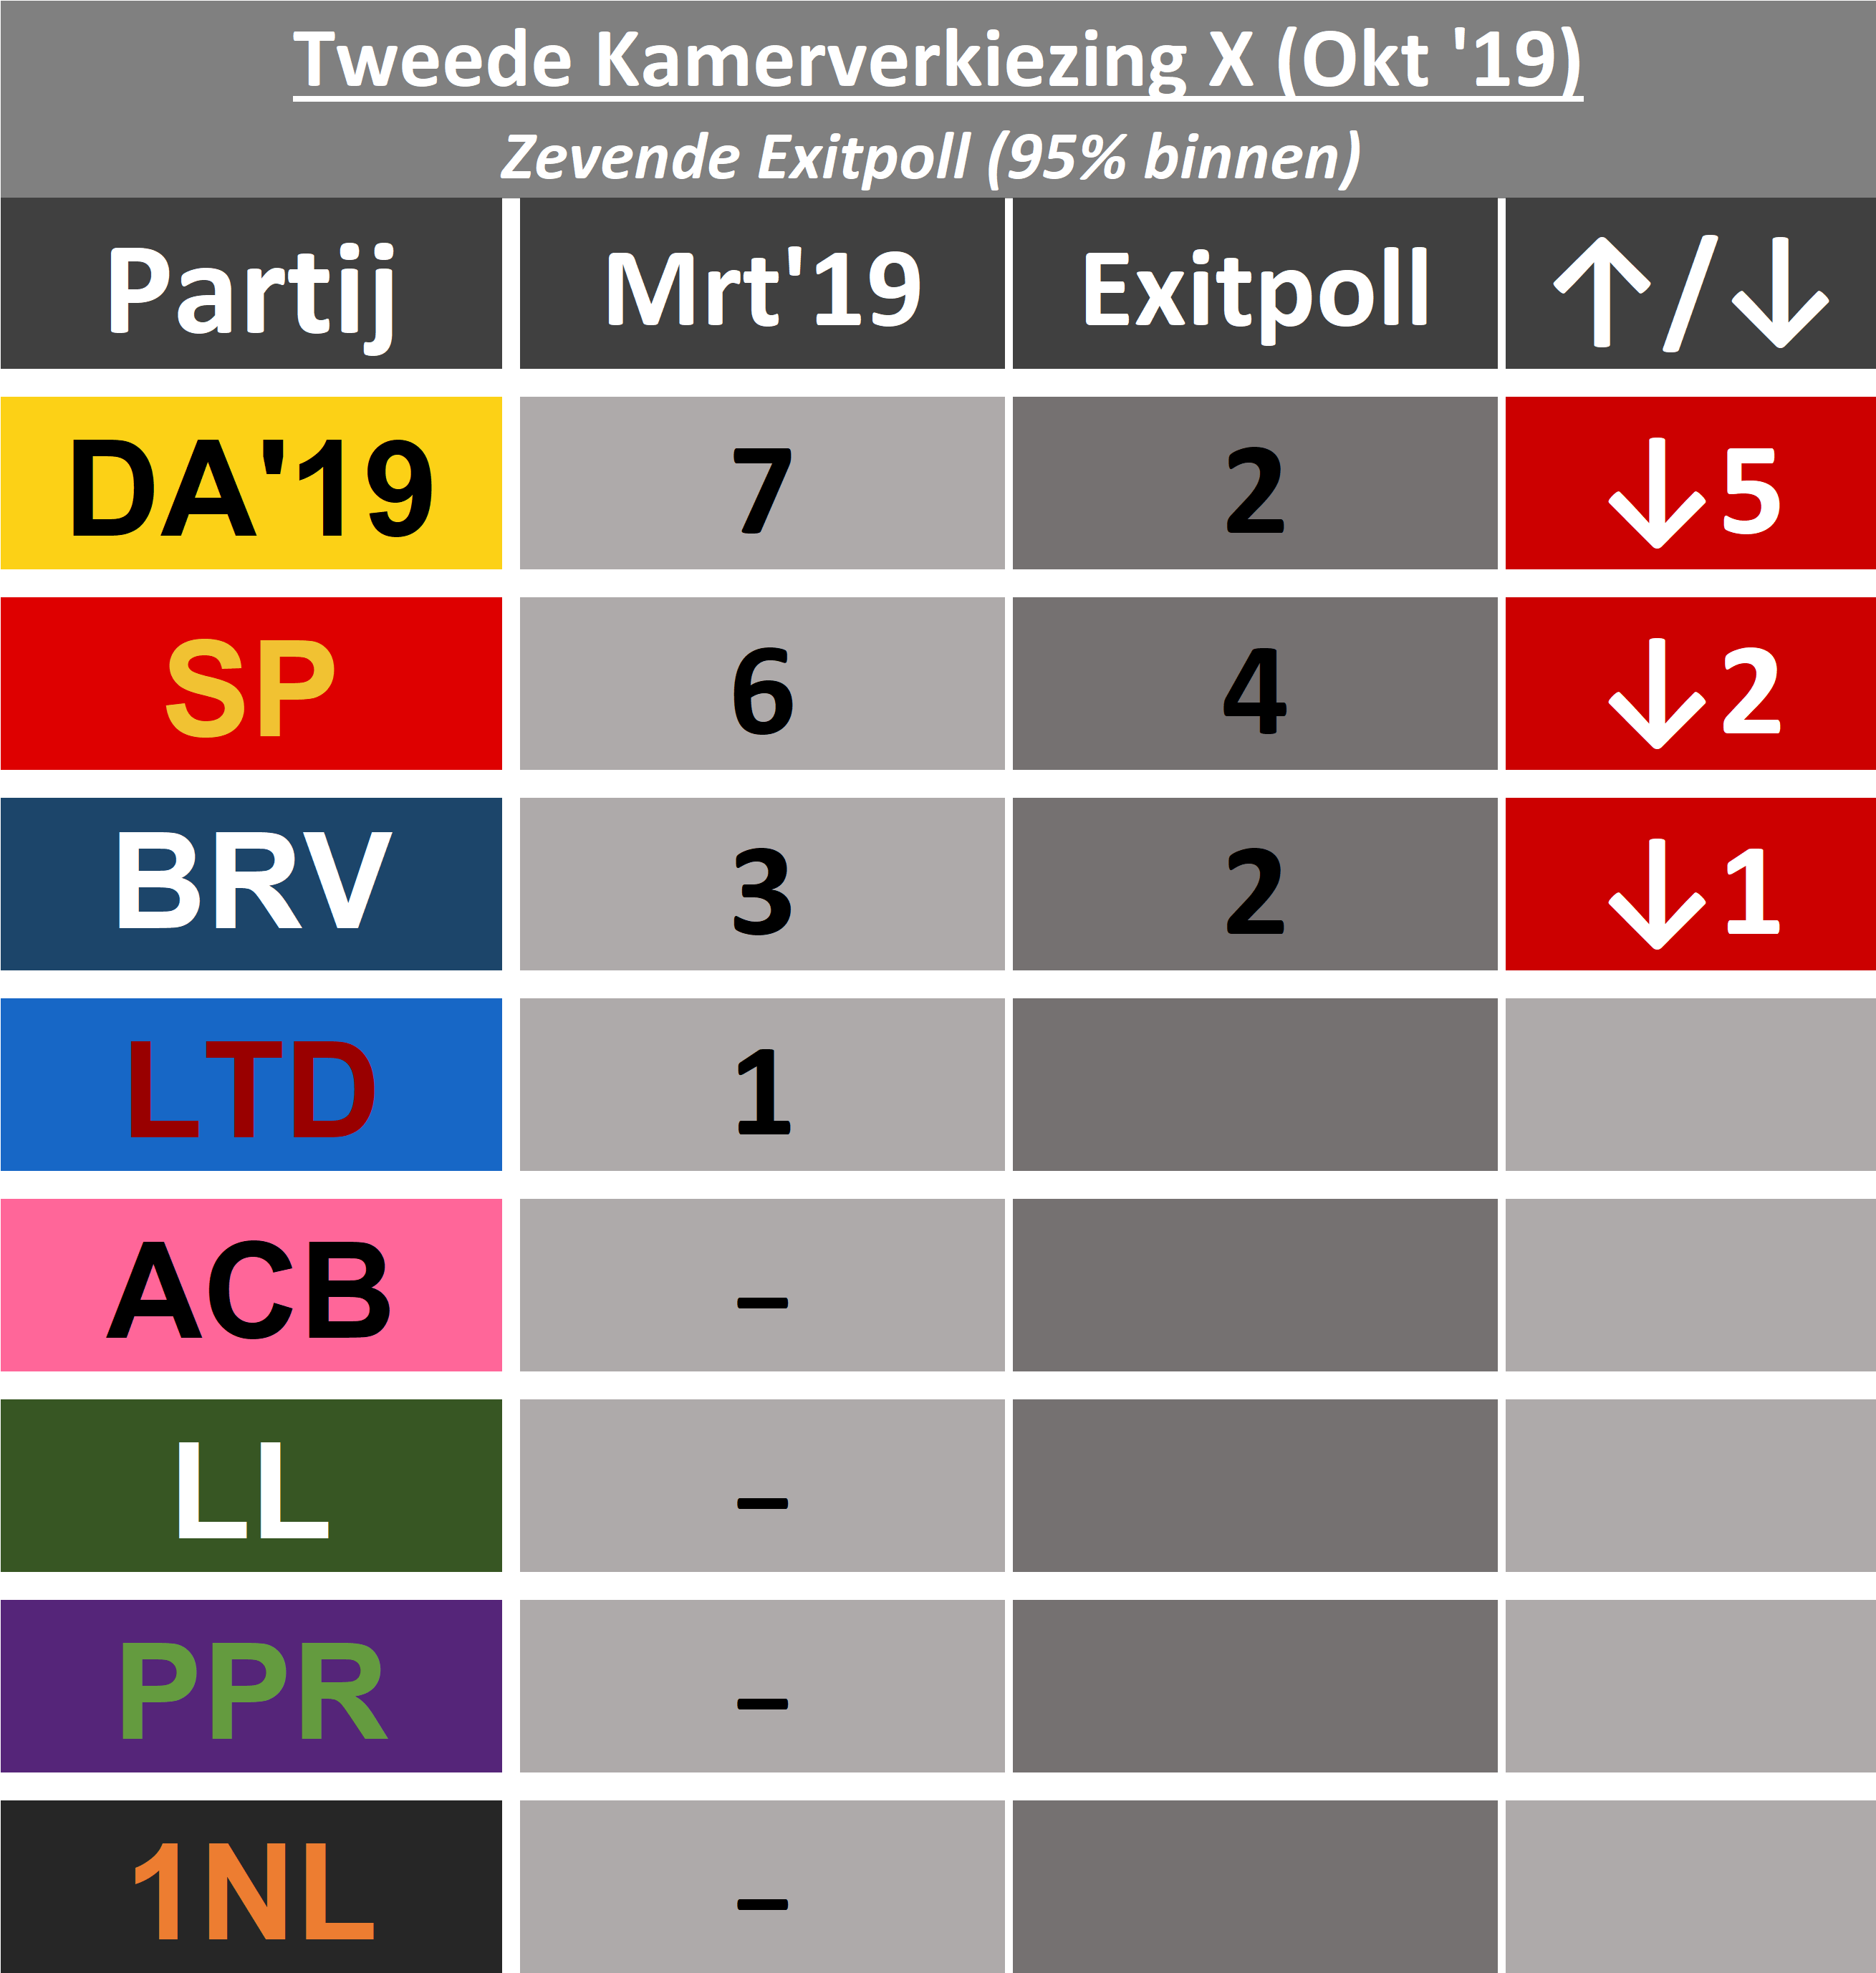 Tweede Kamerverkiezing X (Okt '19)
Zevende Exitpoll (95% binnen)
Partij Mrt'19 Exitpoll ↑/↓
DA'19 7 2 ↓5
SP 6 4 ↓2
BRV 3 2 ↓1
LTD 1
ACB –
LL –
PPR –
1NL –